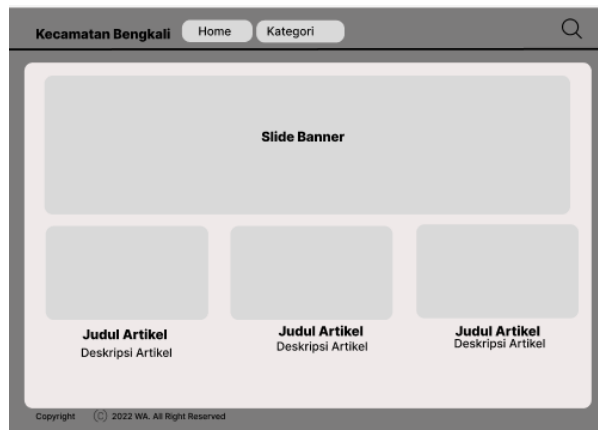 Kecamatan Bengkali Home Kategori
Slide Banner
Judul Artikel
Deskripsi Artikel
Judul Artikel
Deskripsi Artikel
Judul Artikel
Deskripsi Artikel
Copyright © 2022 WA. All Right Reserved